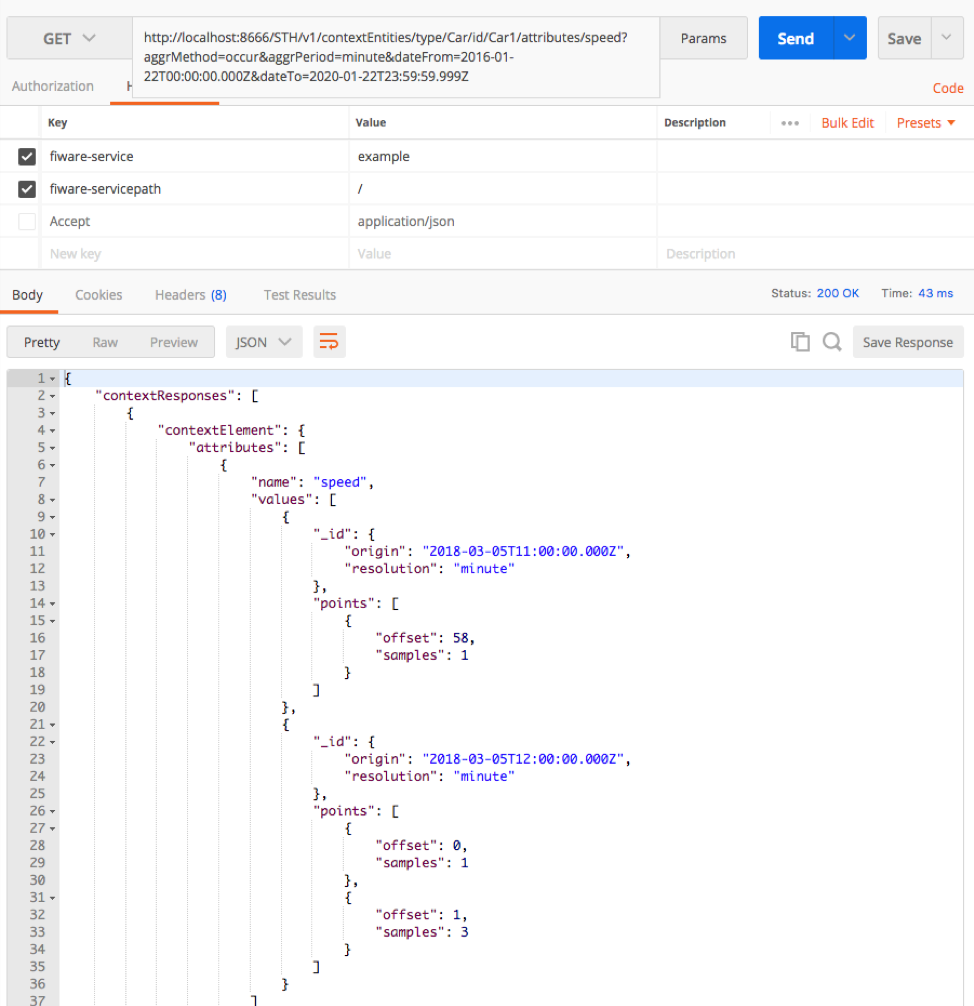 GET
http://localhost:8666/STH/v1/contextEntities/type/Car/id/Car1/attributes/speed?
aggrMethod=occur&aggrPeriod=minute&dateFrom=2016-01-
22T00:00:00.000Z&dateTo=2020-01-22T23:59:59.999Z
Params
Send
Save
Authorization
Code
Key Value Description ••• Bulk Edit Presets
fiware-service example
fiware-servicepath /
Accept application/json
New key Value Description
Body Cookies Headers (8) Test Results Status: 200 OK Time: 43 ms
Pretty Raw Preview JSON Save Response
1 {
2 "contextResponses": [
3 {
4 "contextElement": {
5 "attributes": [
6 {
7 "name": "speed",
8 "values": [
9 {
10 "_id": {
11 "origin": "2018-03-05T11:00:00.000Z",
12 "resolution": "minute"
13 },
14 "points": [
15 {
16 "offset": 58,
17 "samples": 1
18 }
19 ]
20 },
21 {
22 "_id": {
23 "origin": "2018-03-05T12:00:00.000Z",
24 "resolution": "minute"
25 },
26 "points": [
27 {
28 "offset": 0,
29 "samples": 1
30 },
31 {
32 "offset": 1,
33 "samples": 3
34 }
35 ]
36 }
37 ]